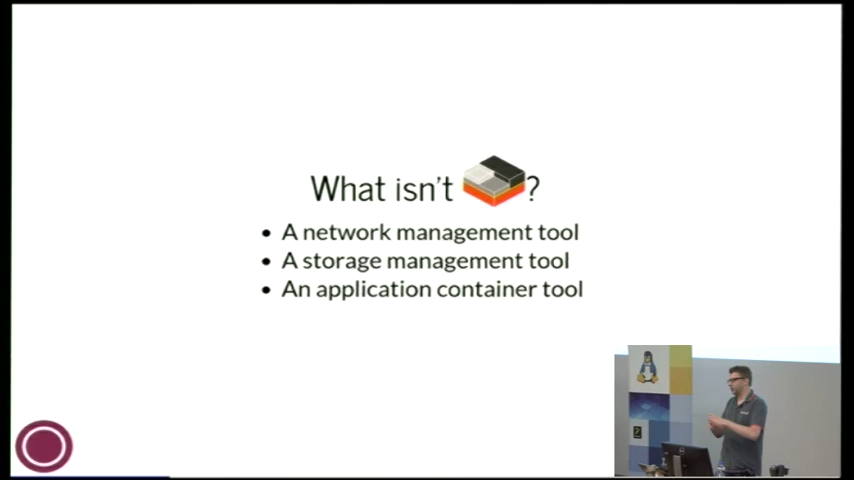 What isn't ?
A network management tool
A storage management tool
An application container tool